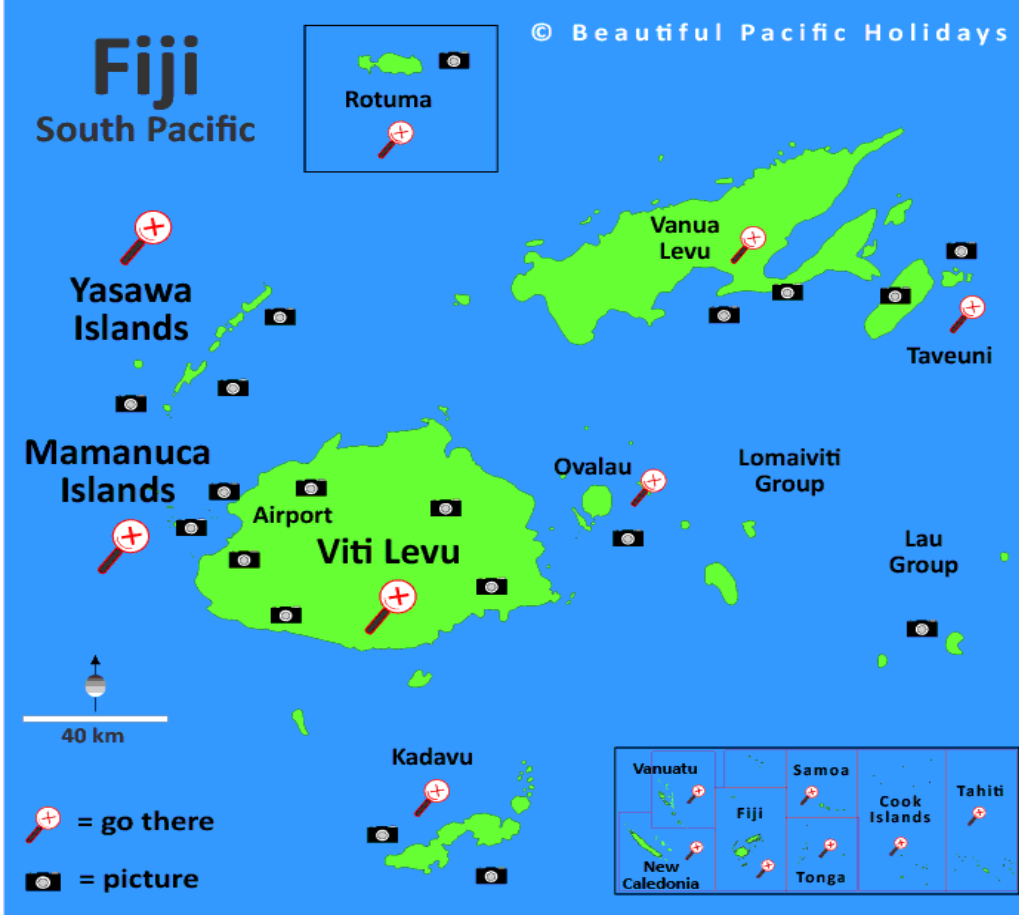 © Beautiful Pacific Holidays
Fiji
South Pacific
Rotuma
Vanua
Levu
Yasawa
Islands
Taveuni
Mamanuca
Islands
Ovalau
Lomaiviti
Group
Airport
Viti Levu
Lau
Group
40 km
Kadavu
= go there
= picture
Vanuatu
Samoa
Tahiti
Cook
Islands
Fiji
New
Caledonia
Tonga